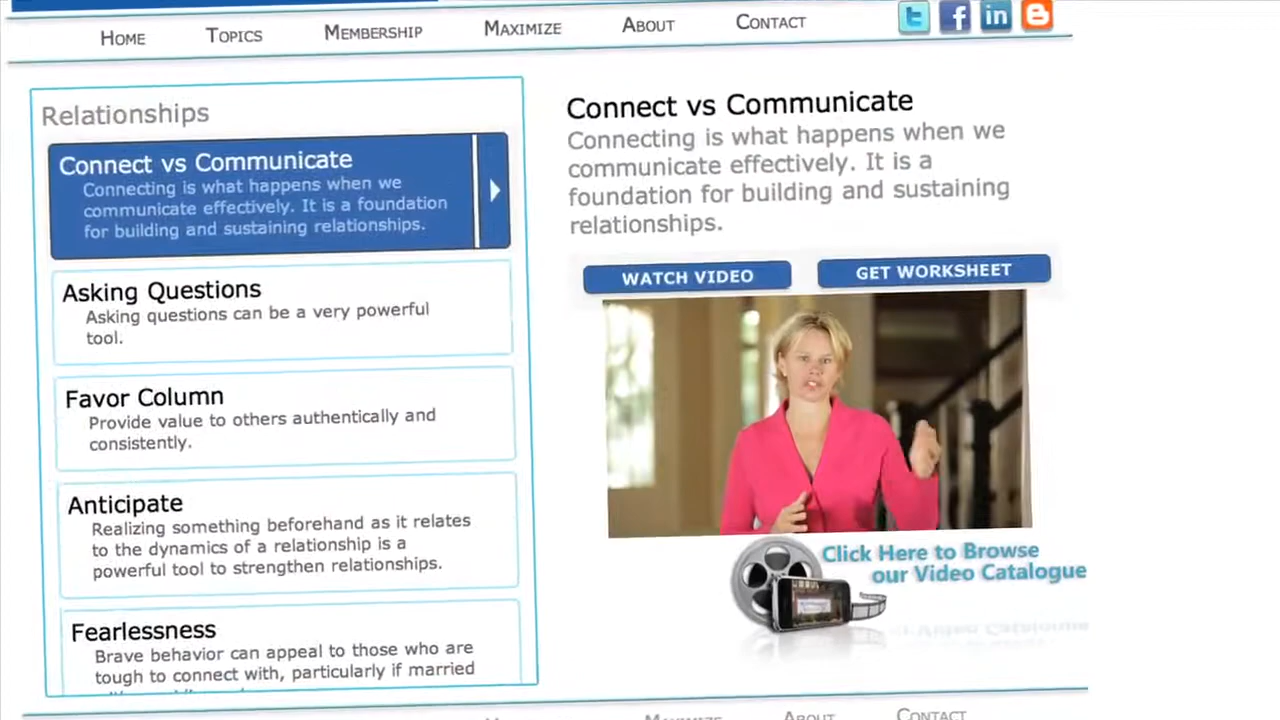 Home Topics Membership Maximize About Contact
Relationships
Connect vs Communicate
Connecting is what happens when we
communicate effectively. It is a foundation
for building and sustaining relationships.
Asking Questions
Asking questions can be a very powerful
tool.
Favor Column
Provide value to others authentically and
consistently.
Anticipate
Realizing something beforehand as it relates
to the dynamics of a relationship is a
powerful tool to strengthen relationships.
Fearlessness
Brave behavior can appeal to those who are
tough to connect with, particularly if married
Connect vs Communicate
Connecting is what happens when we
communicate effectively. It is a
foundation for building and sustaining
relationships.
WATCH VIDEO GET WORKSHEET
Click Here to Browse
our Video Catalogue
Maximize About Contact